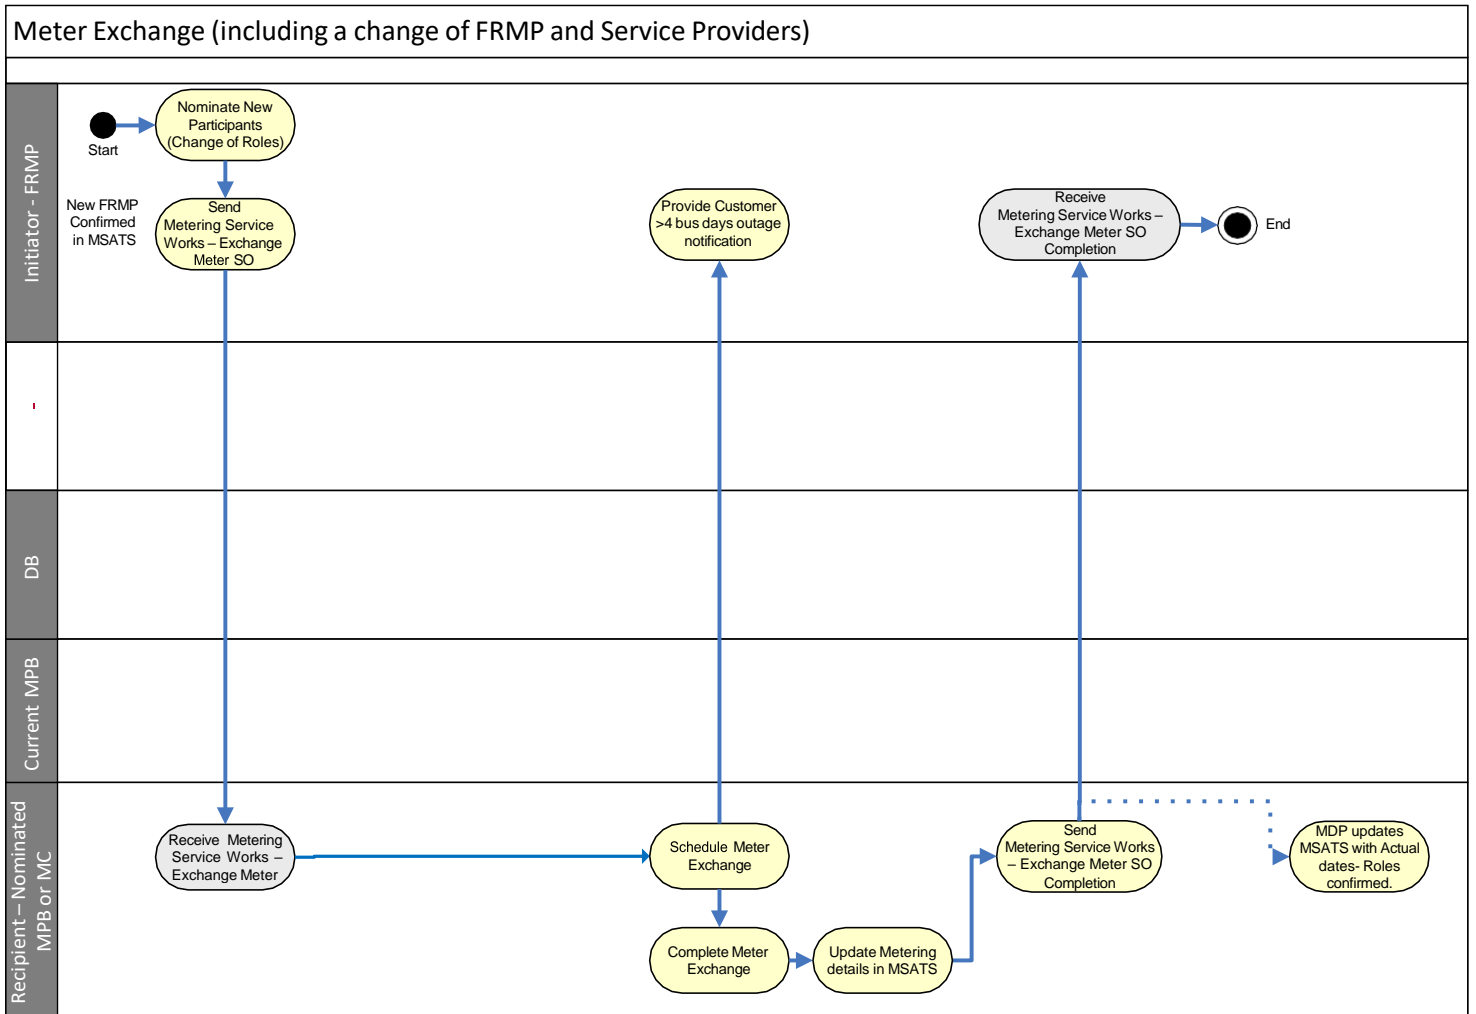 Meter Exchange (including a change of FRMP and Service Providers)
Initiator - FRMP
Start
Nominate New
Participants
(Change of Roles)
New FRMP
Confirmed
in MSATS
Send
Metering Service
Works – Exchange
Meter SO
Provide Customer
>4 bus days outage
notification
Receive
Metering Service Works –
Exchange Meter SO
Completion
End
-
DB
Current MPB
Recipient – Nominated
MPB or MC
Receive Metering
Service Works –
Exchange Meter
Schedule Meter
Exchange
Send
Metering Service Works
– Exchange Meter SO
Completion
MDP updates
MSATS with Actual
dates- Roles
confirmed.
Complete Meter
Exchange
Update Metering
details in MSATS